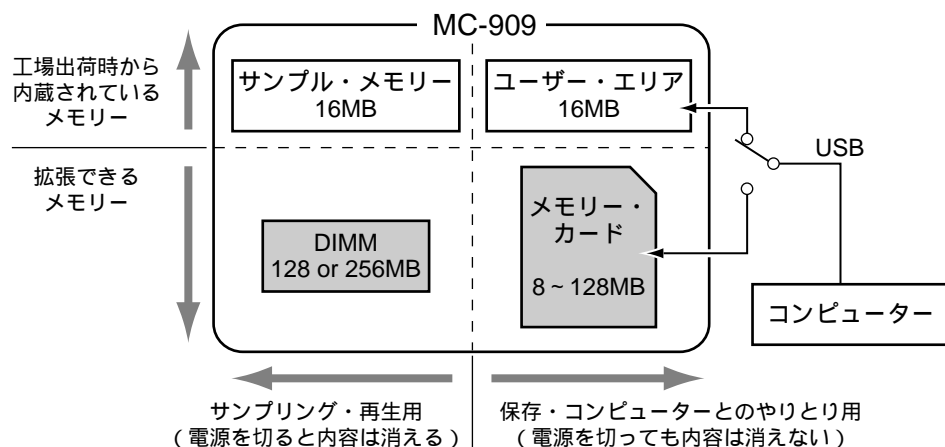 MC-909
工場出荷時から
内蔵されている
メモリー
サンプル・メモリー
16MB
ユーザー・エリア
16MB
USB
拡張できる
メモリー
DIMM
128 or 256MB
メモリー・
カード
8 ~ 128MB
コンピューター
サンプリング・再生用
( 電源を切ると内容は消える )
保存・コンピューターとのやりとり用
( 電源を切っても内容は消えない )